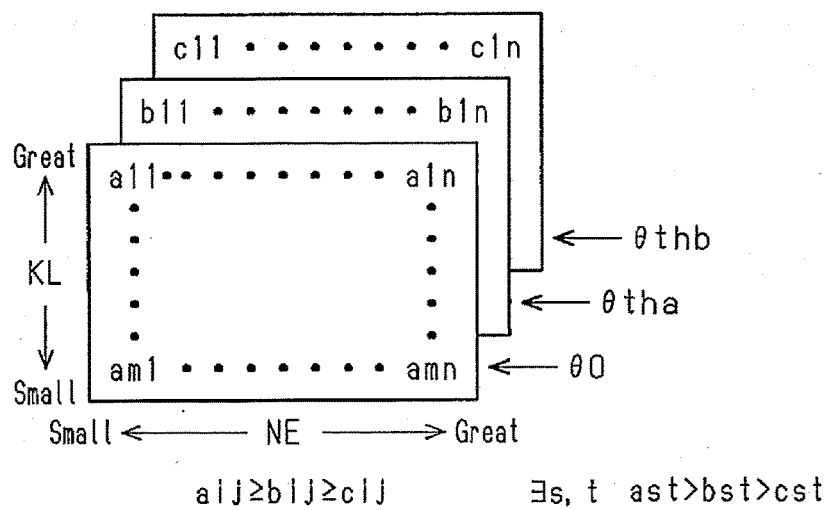 c11 • • • • • • • c1n
b11 • • • • • • • b1n
Great
a11 • • • • • • • • a1n
θthb
KL
θtha
am1 • • • • • • • amn
θ0
Small
Small NE Great
aij≥bij≥cij ∃s, t ast>bst>cst